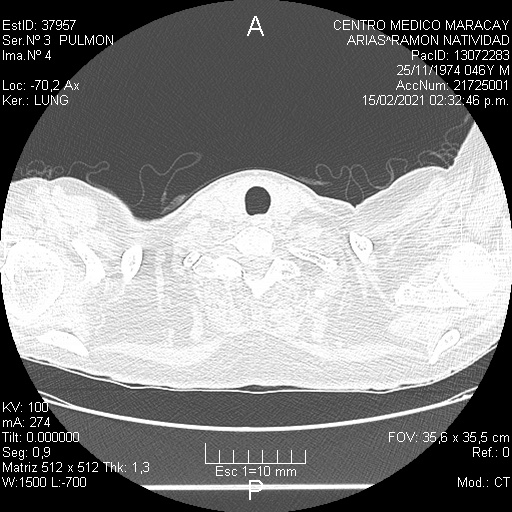 EstID: 37957
Ser.Nº 3 PULMON
Ima.Nº 4
Loc: -70,2 Ax
Ker.: LUNG
A
CENTRO MEDICO MARACAY
ARIAS^RAMON NATIVIDAD
PacID: 13072283
25/11/1974 046Y M
AccNum: 21725001
15/02/2021 02:32:46 p.m.
KV: 100
mA: 274
Tilt: 0.000000
Seg: 0,9
Matriz 512 x 512 Thk: 1,3
W:1500 L:-700
Esc 1=10 mm
P
FOV: 35,6 x 35,5 cm
Ref.: 0
Mod.: CT